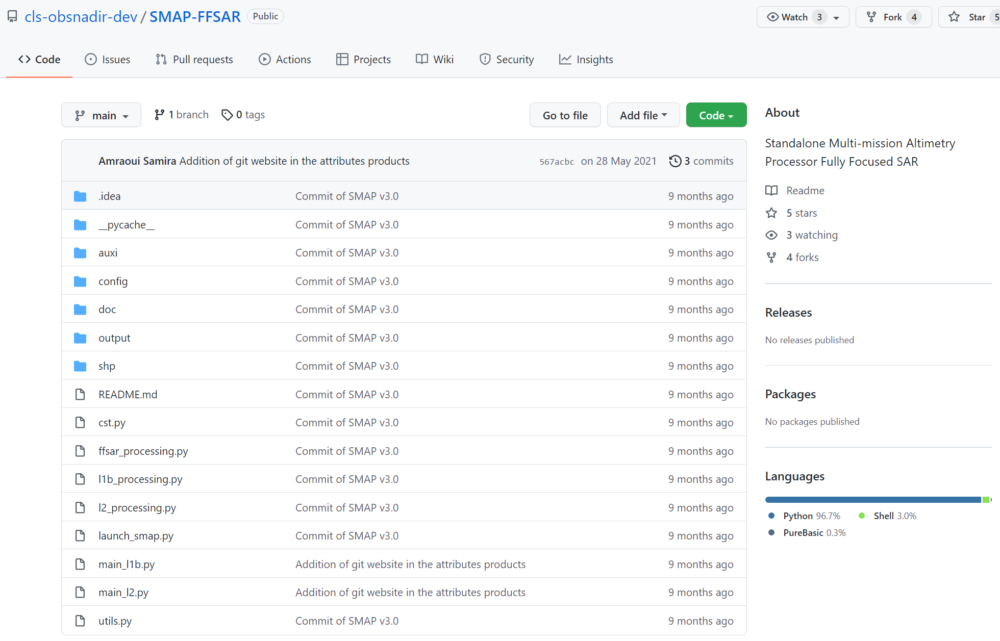 cls-obsnadir-dev / SMAP-FFSAR Public Watch 3 Fork 4 Star 5
Code Issues Pull requests Actions Projects Wiki Security Insights
main 1 branch 0 tags Go to file Add file Code
Amraoui Samira Addition of git website in the attributes products 567acbc on 28 May 2021 3 commits
.idea Commit of SMAP v3.0 9 months ago
__pycache__ Commit of SMAP v3.0 9 months ago
auxi Commit of SMAP v3.0 9 months ago
config Commit of SMAP v3.0 9 months ago
doc Commit of SMAP v3.0 9 months ago
output Commit of SMAP v3.0 9 months ago
shp Commit of SMAP v3.0 9 months ago
README.md Commit of SMAP v3.0 9 months ago
cst.py Commit of SMAP v3.0 9 months ago
ffsar_processing.py Commit of SMAP v3.0 9 months ago
l1b_processing.py Commit of SMAP v3.0 9 months ago
l2_processing.py Commit of SMAP v3.0 9 months ago
launch_smap.py Commit of SMAP v3.0 9 months ago
main_l1b.py Addition of git website in the attributes products 9 months ago
main_l2.py Addition of git website in the attributes products 9 months ago
utils.py Commit of SMAP v3.0 9 months ago
About
Standalone Multi-mission Altimetry
Processor Fully Focused SAR
Readme
5 stars
3 watching
4 forks
Releases
No releases published
Packages
No packages published
Languages
Python 96.7% Shell 3.0%
PureBasic 0.3%